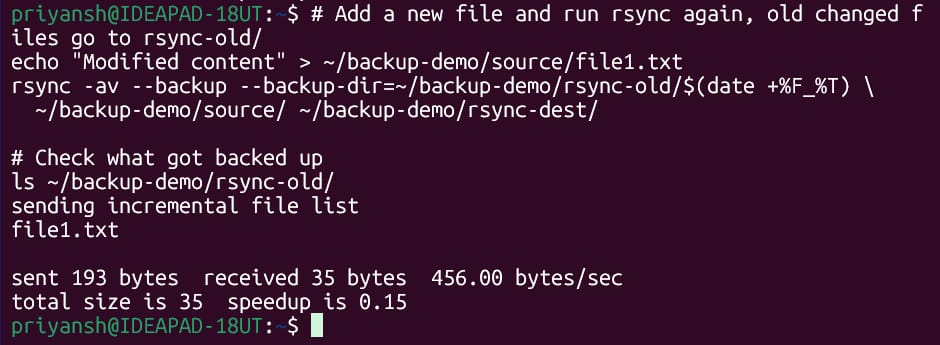 priyansh@IDEAPAD-18UT:~$ # Add a new file and run rsync again, old changed f
iles go to rsync-old/
echo "Modified content" > ~/backup-demo/source/file1.txt
rsync -av --backup --backup-dir=~/backup-demo/rsync-old/$(date +%F_%T) \
  ~/backup-demo/source/ ~/backup-demo/rsync-dest/

# Check what got backed up
ls ~/backup-demo/rsync-old/
sending incremental file list
file1.txt

sent 193 bytes  received 35 bytes  456.00 bytes/sec
total size is 35  speedup is 0.15
priyansh@IDEAPAD-18UT:~$